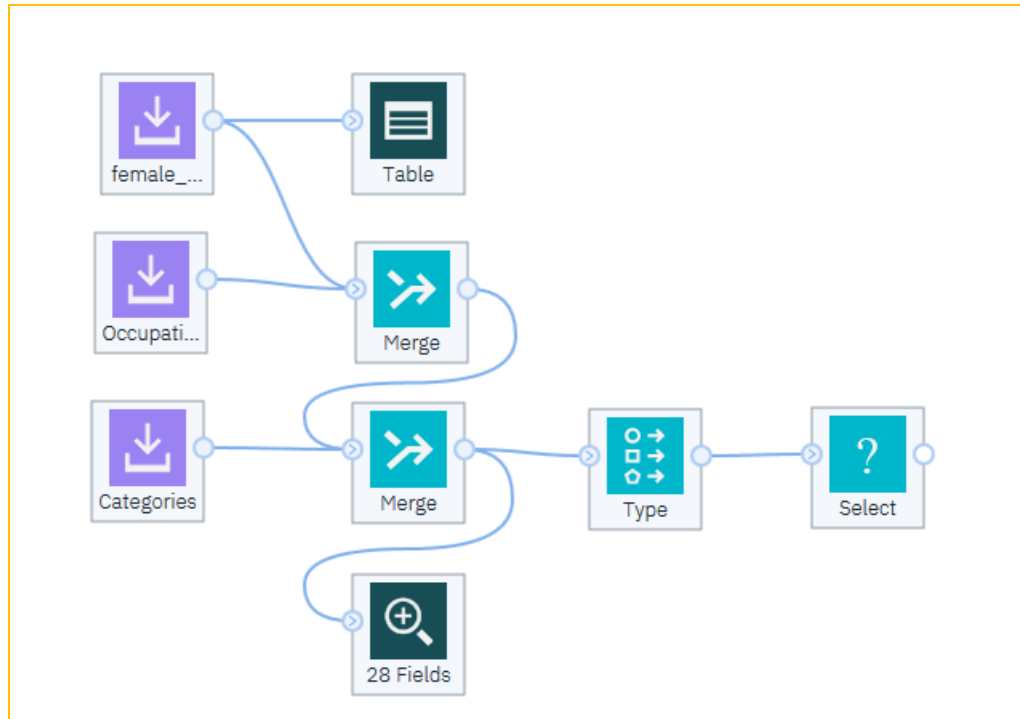 female_...
Table
Occupati...
Merge
Categories
Merge
Type
?
Select
28 Fields